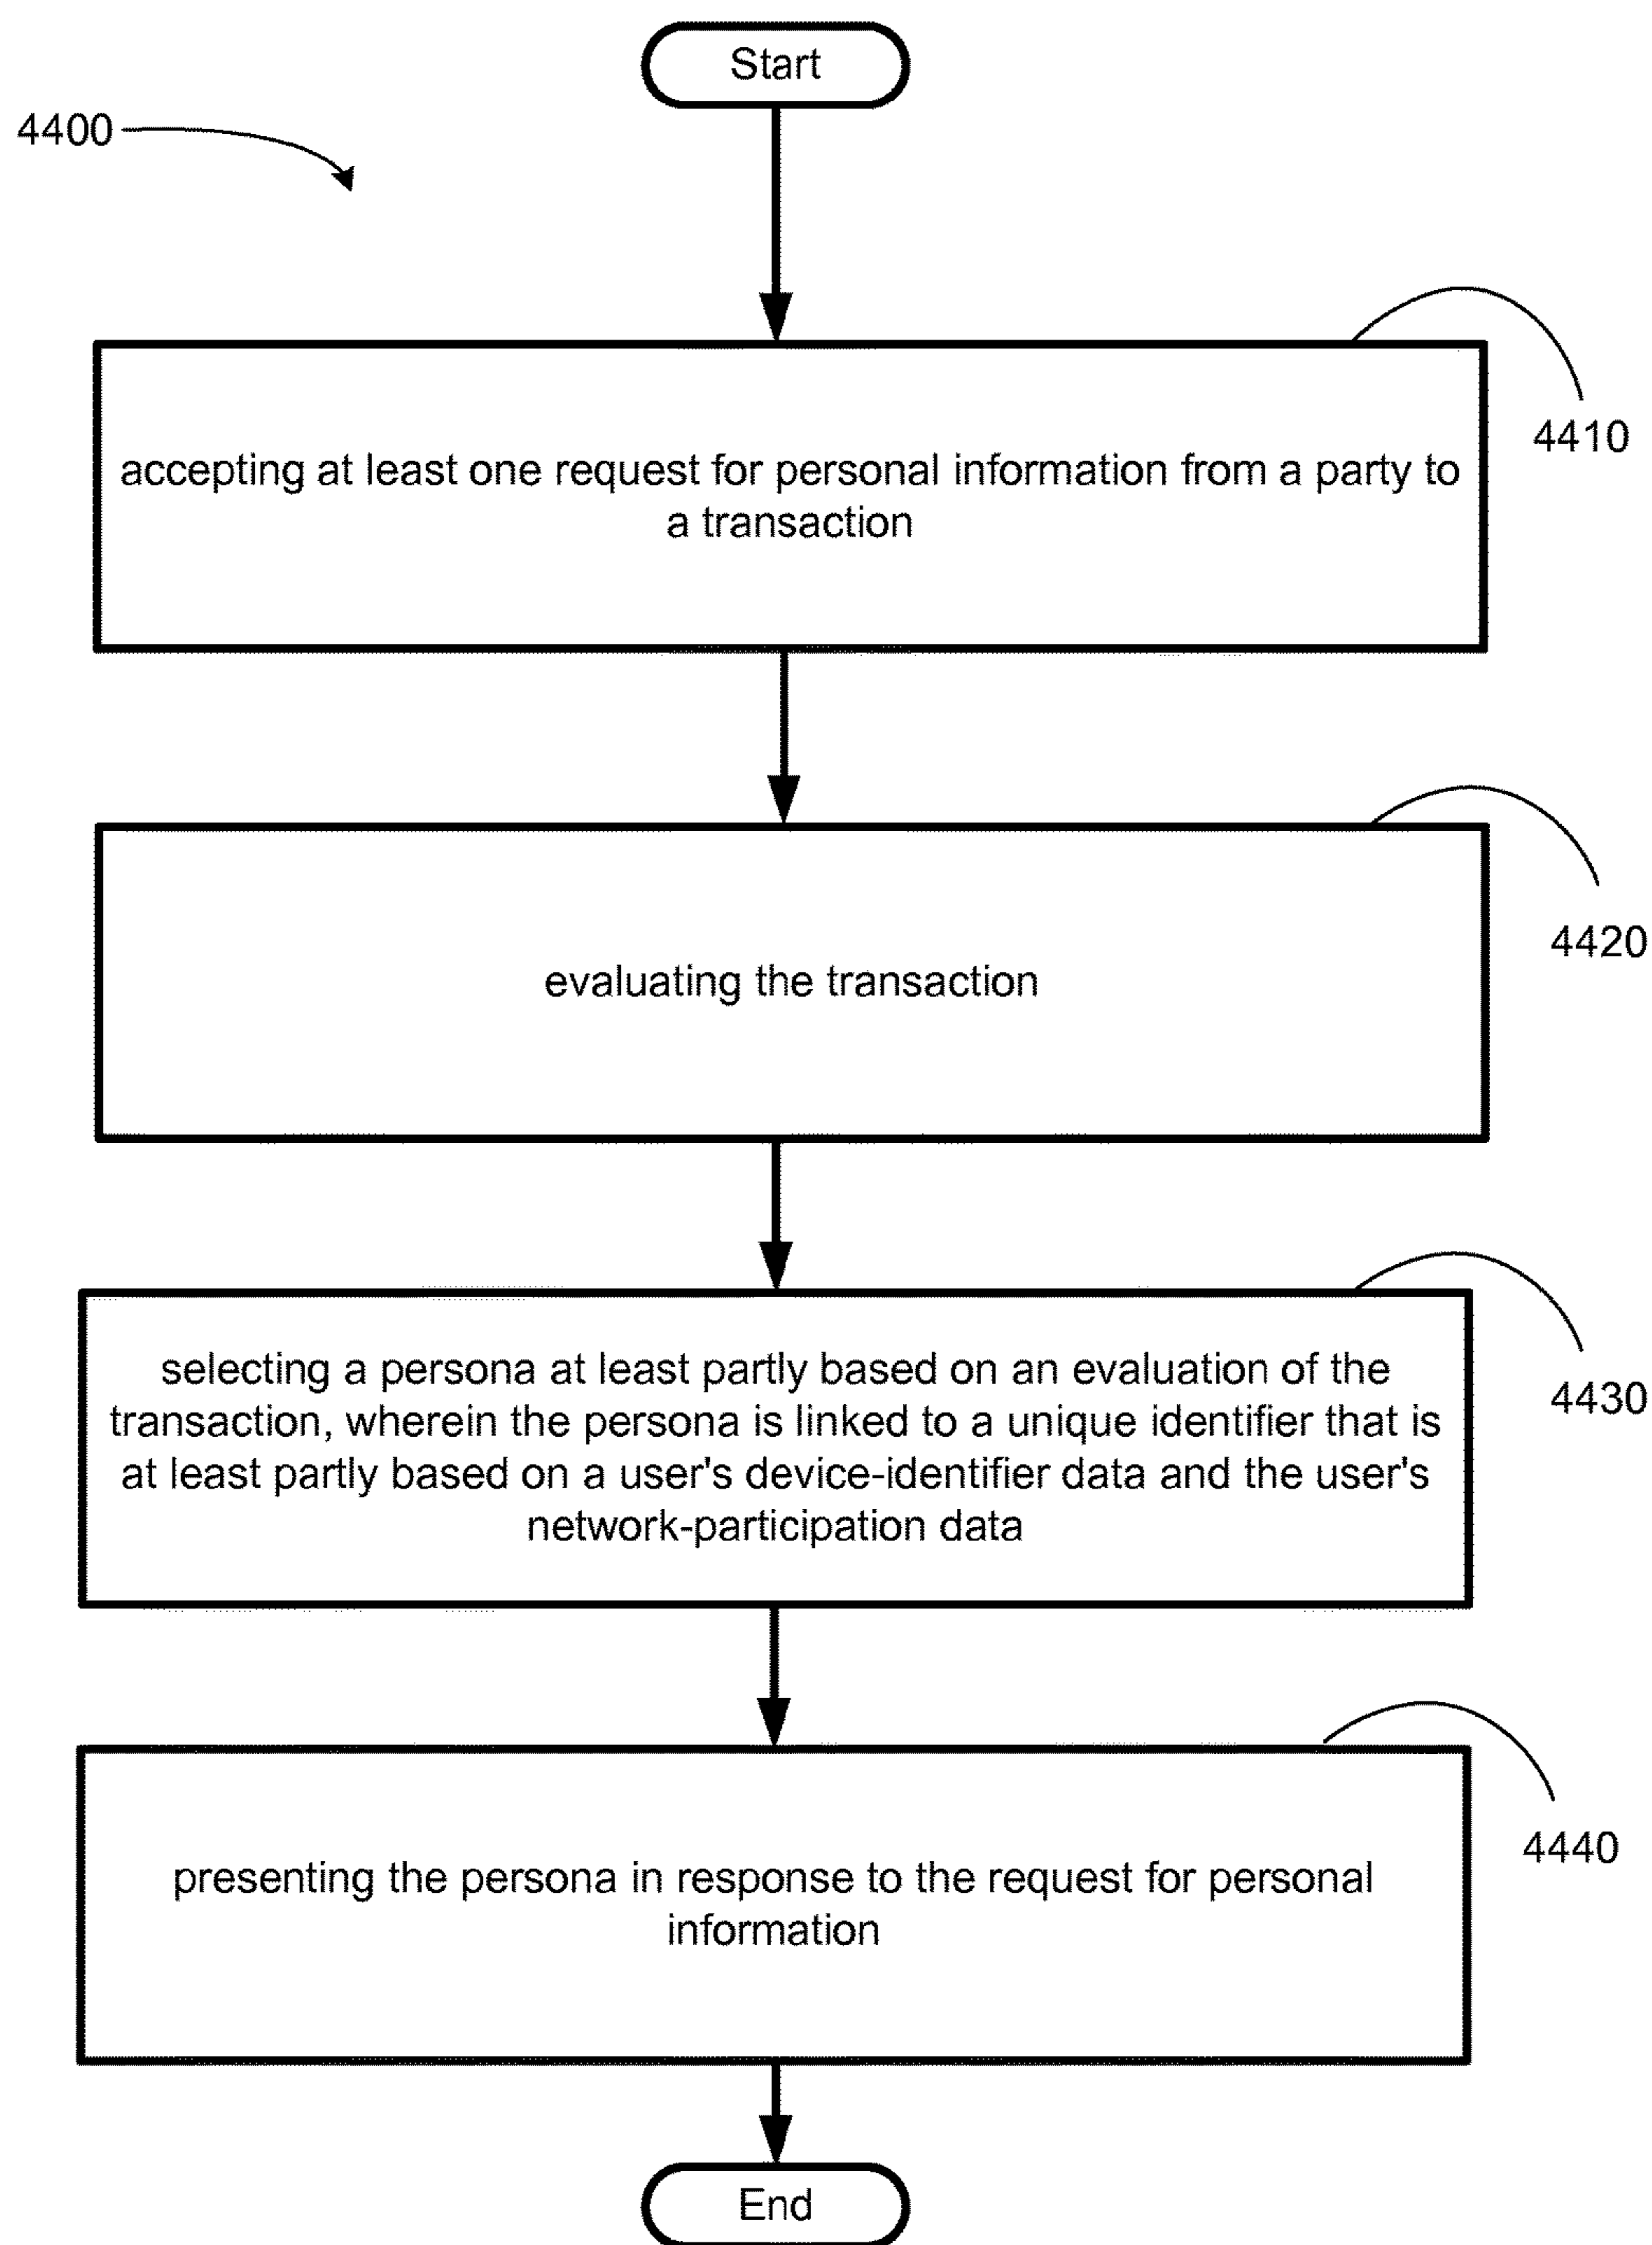 Start
4400
4410
accepting at least one request for personal information from a party to
a transaction
4420
evaluating the transaction
4430
selecting a persona at least partly based on an evaluation of the
transaction, wherein the persona is linked to a unique identifier that is
at least partly based on a user's device-identifier data and the user's
network-participation data
4440
presenting the persona in response to the request for personal
information
End